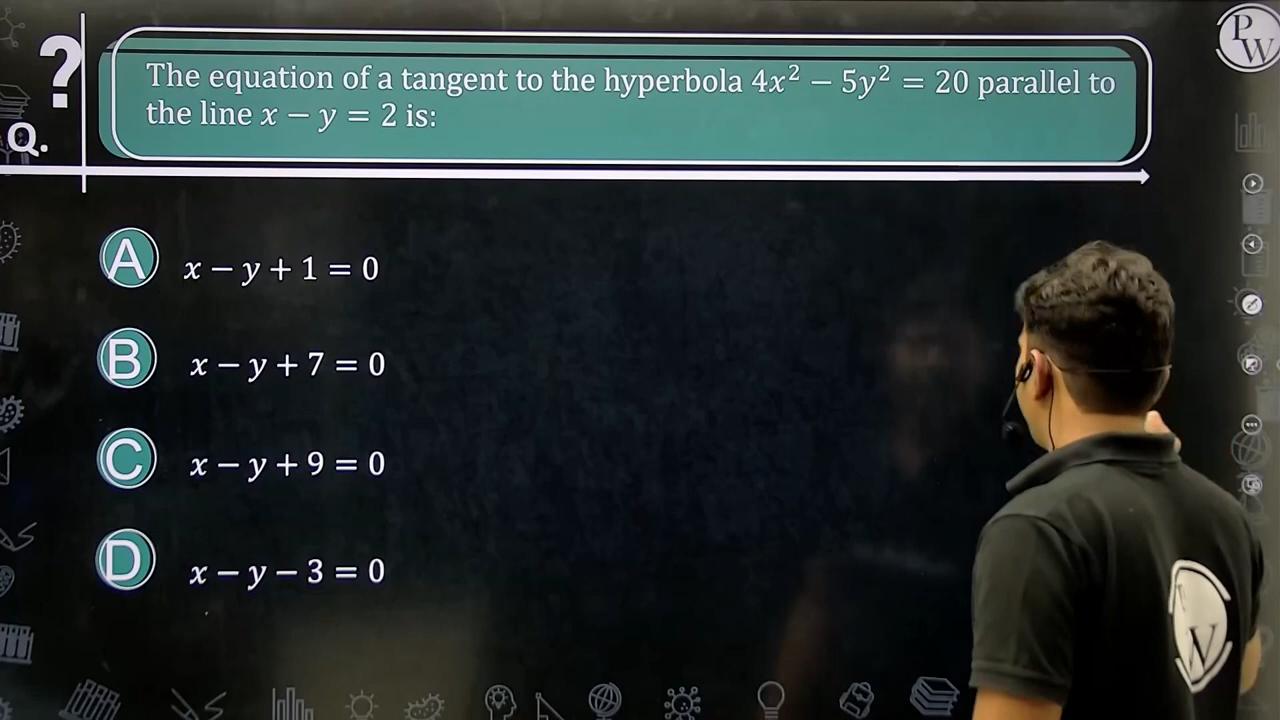 PW
?
Q.
The equation of a tangent to the hyperbola 4x² − 5y² = 20 parallel to
the line x − y = 2 is:
A x − y + 1 = 0
B x − y + 7 = 0
C x − y + 9 = 0
D x − y − 3 = 0
W